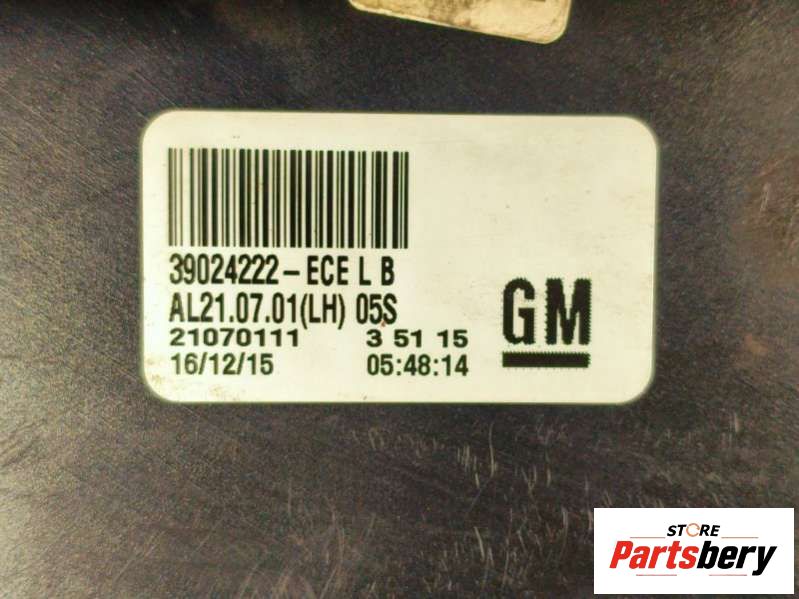 39024222-ECE L B
AL21.07.01(LH) 05S
21070111 3 51 15
16/12/15 05:48:14
GM
STORE
Partsbery